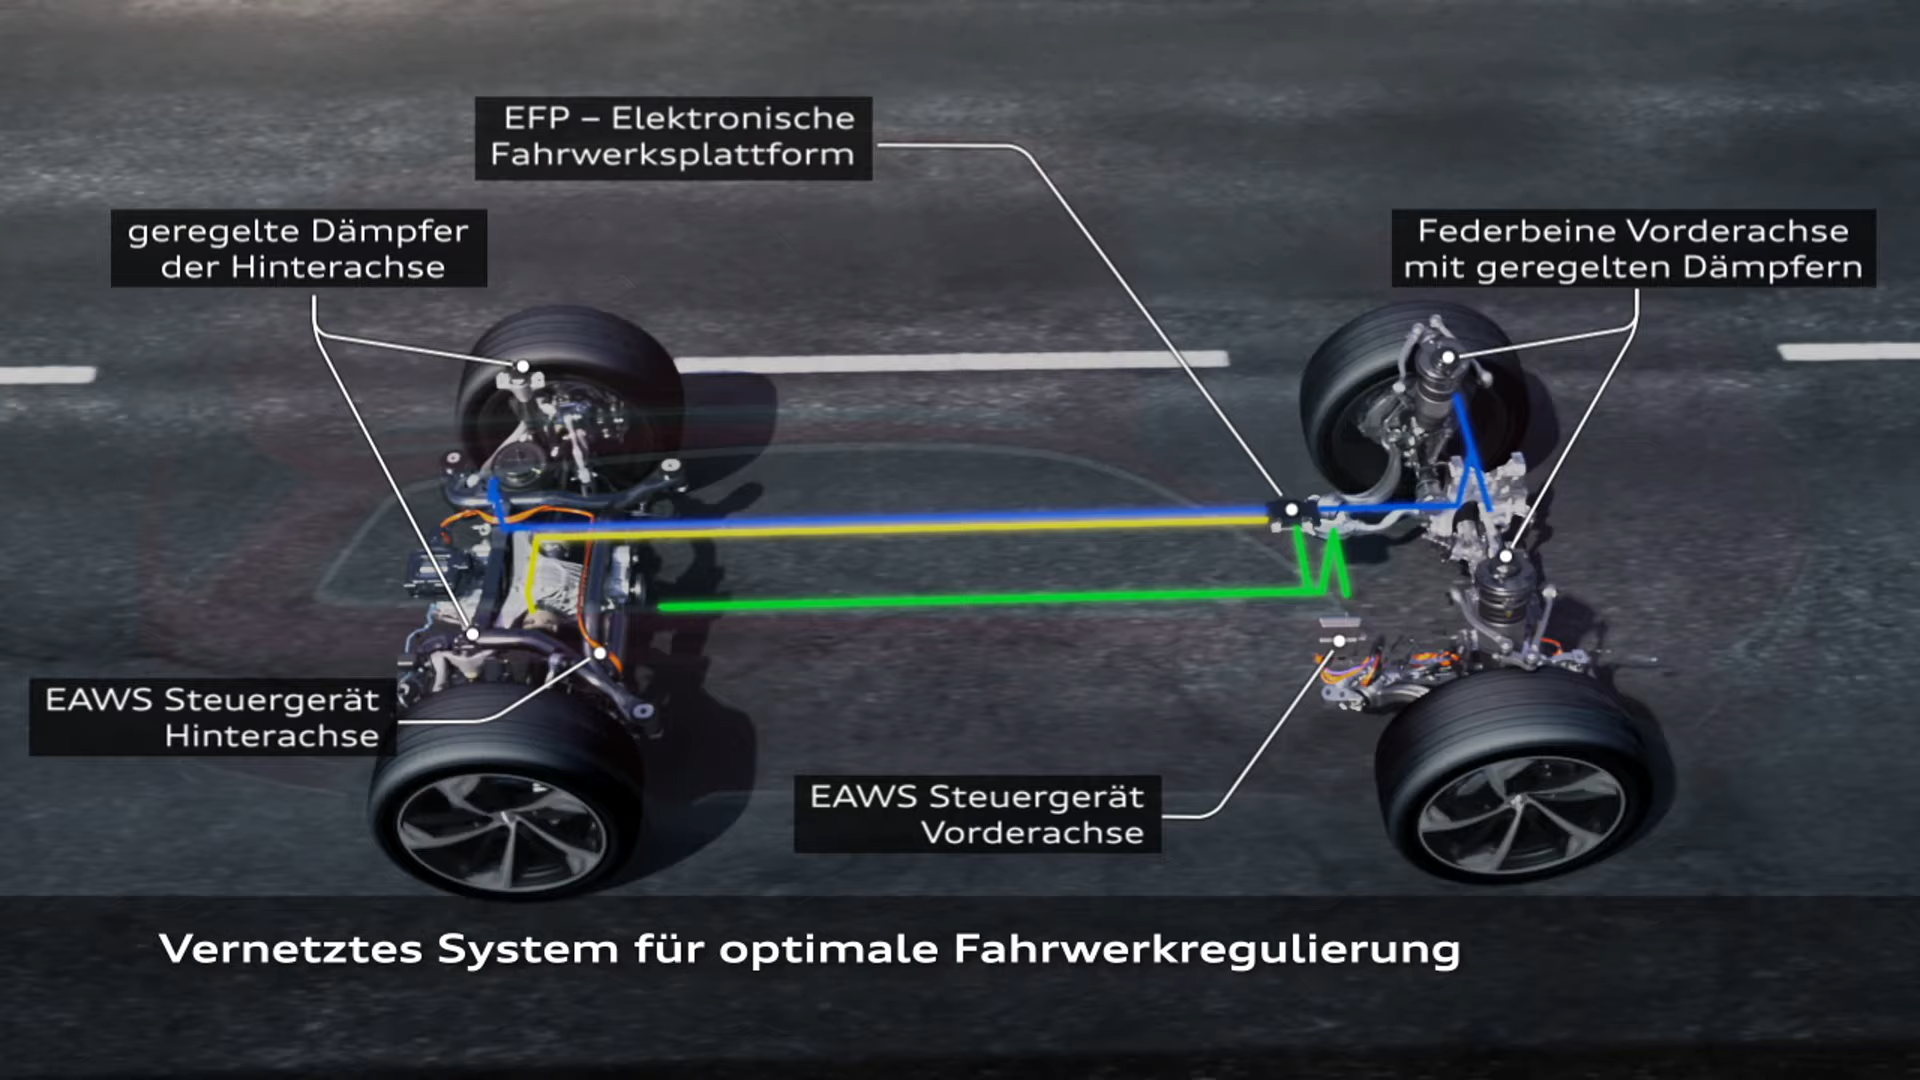 EFP – Elektronische
Fahrwerksplattform
geregelte Dämpfer
der Hinterachse
Federbeine Vorderachse
mit geregelten Dämpfern
EAWS Steuergerät
Hinterachse
EAWS Steuergerät
Vorderachse
Vernetztes System für optimale Fahrwerkregulierung